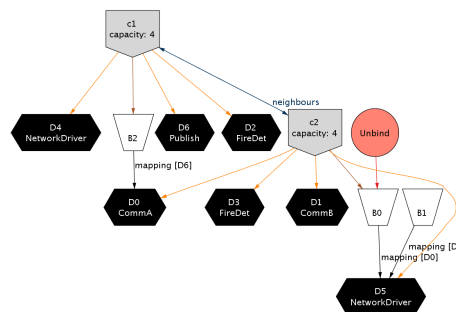 c1
capacity: 4
neighbours
c2
capacity: 4
Unbind
D4
NetworkDriver
B2
D6
Publish
D2
FireDet
mapping [D6]
D0
CommA
D3
FireDet
D1
CommB
B0
B1
mapping [D
mapping [D0]
D5
NetworkDriver